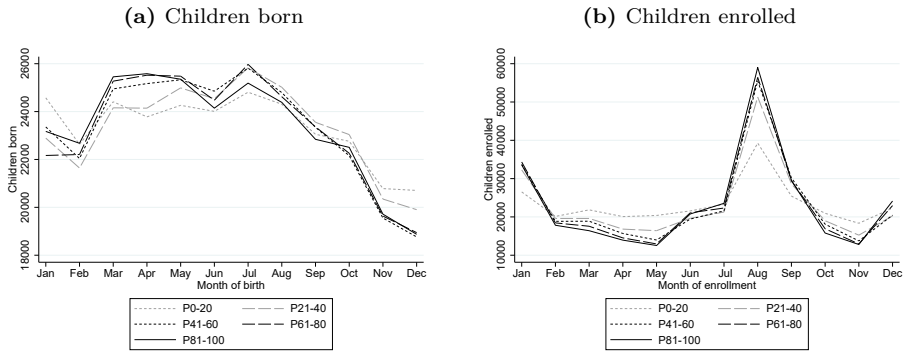 (a) Children born
Children born
26000
24000
22000
20000
18000
Jan Feb Mar Apr May Jun Jul Aug Sep Oct Nov Dec
Month of birth
P0-20 P21-40
P41-60 P61-80
P81-100
(b) Children enrolled
Children enrolled
60000
50000
40000
30000
20000
10000
Jan Feb Mar Apr May Jun Jul Aug Sep Oct Nov Dec
Month of enrollment
P0-20 P21-40
P41-60 P61-80
P81-100